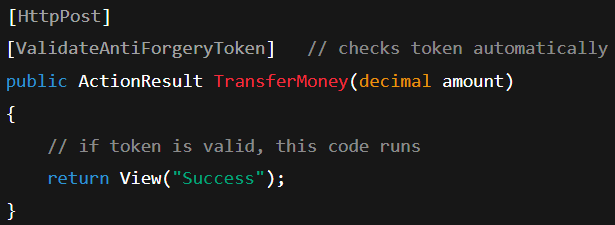 [HttpPost]
[ValidateAntiForgeryToken]   // checks token automatically
public ActionResult TransferMoney(decimal amount)
{
    // if token is valid, this code runs
    return View("Success");
}